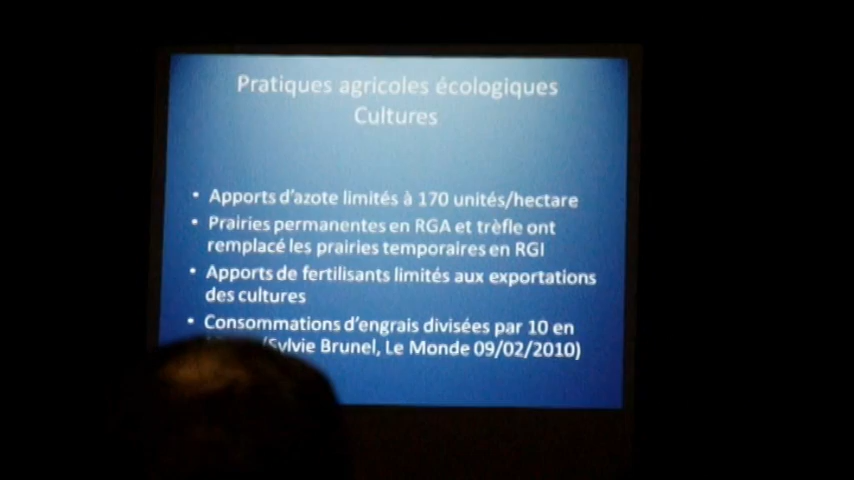 Pratiques agricoles écologiques
Cultures
• Apports d'azote limités à 170 unités/hectare
• Prairies permanentes en RGA et trèfle ont
remplacé les prairies temporaires en RGI
• Apports de fertilisants limités aux exportations
des cultures
• Consommations d'engrais divisées par 10 en
(Sylvie Brunel, Le Monde 09/02/2010)